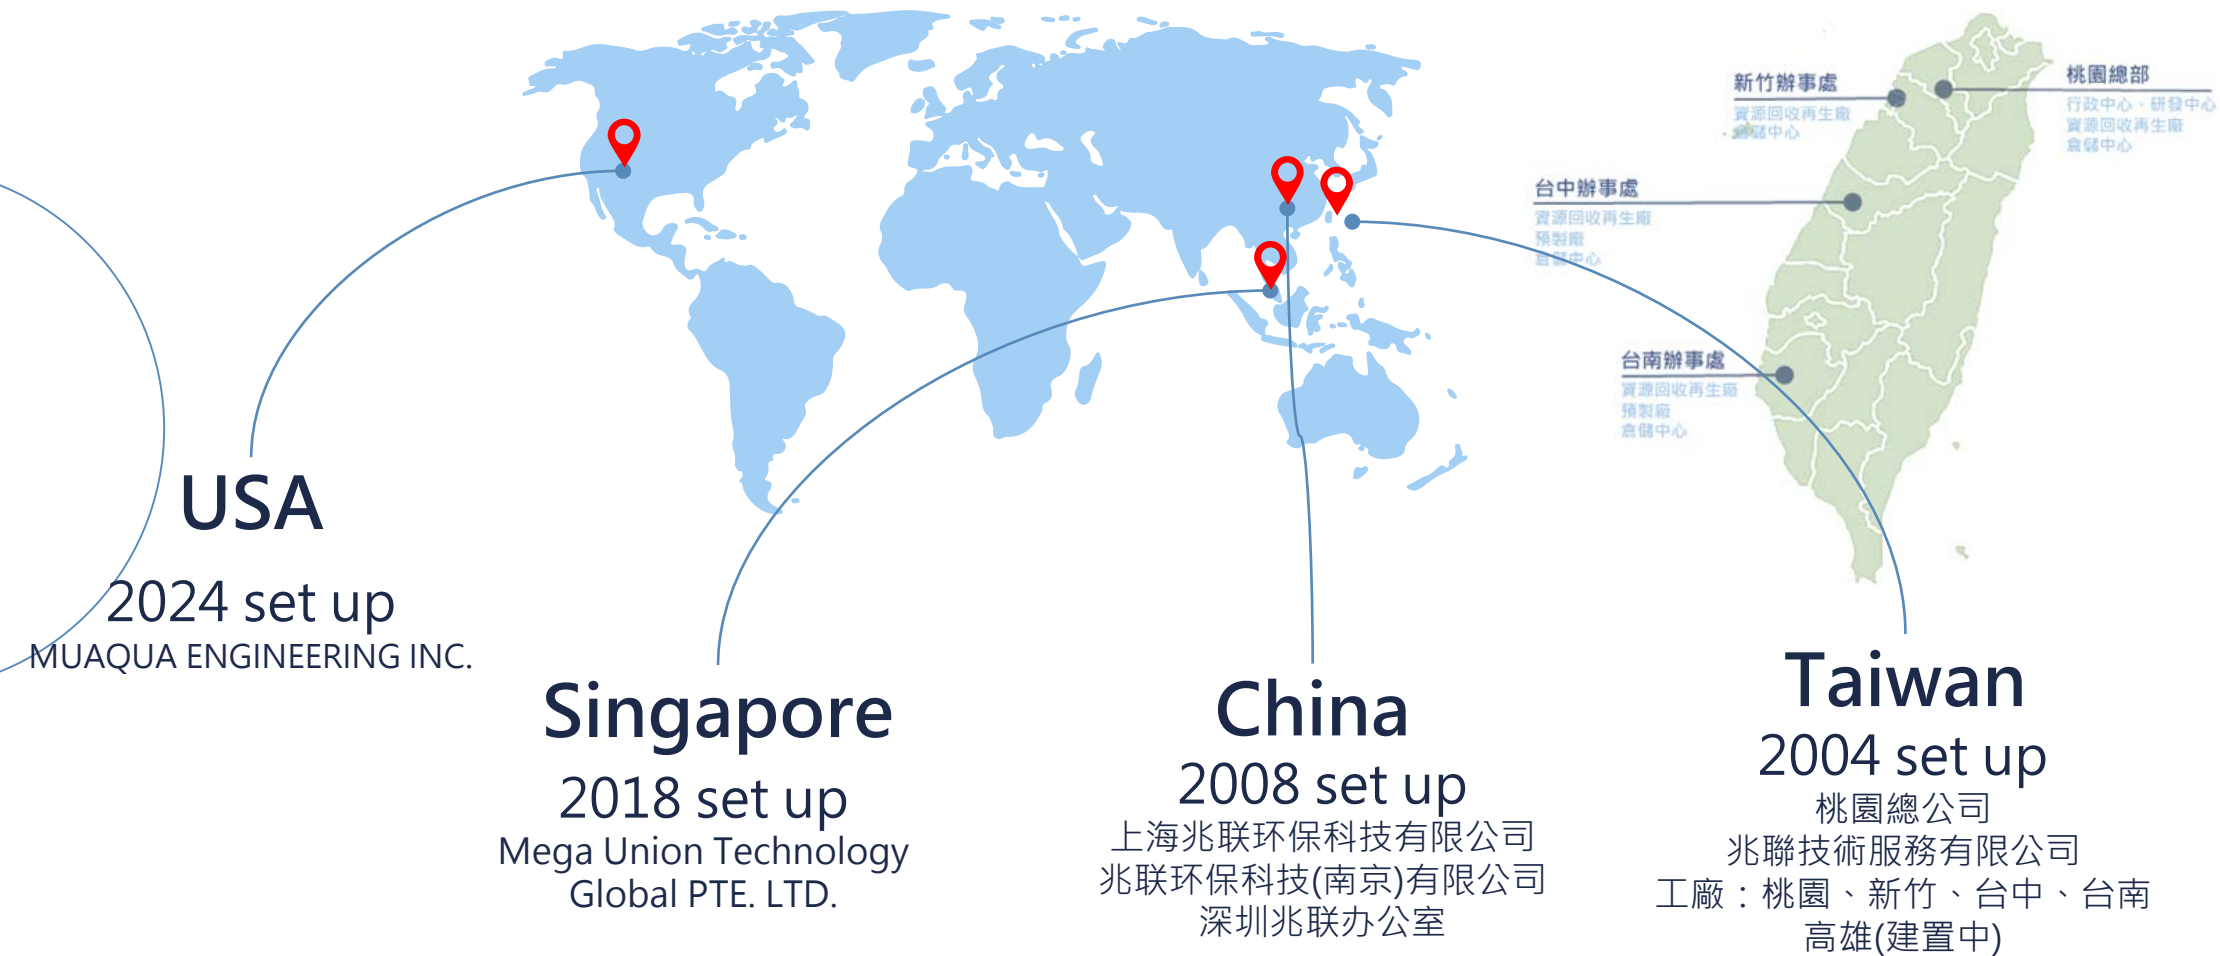 新竹辦事處
資源回收再生廠
倉儲中心
桃園總部
行政中心、研發中心
資源回收再生廠
倉儲中心
台中辦事處
資源回收再生廠
預製廠
倉儲中心
台南辦事處
資源回收再生廠
預製廠
倉儲中心
USA
2024 set up
MUAQUA ENGINEERING INC.
Singapore
2018 set up
Mega Union Technology
Global PTE. LTD.
China
2008 set up
上海兆联环保科技有限公司
兆联环保科技(南京)有限公司
深圳兆联办公室
Taiwan
2004 set up
桃園總公司
兆聯技術服務有限公司
工廠：桃園、新竹、台中、台南
高雄(建置中)